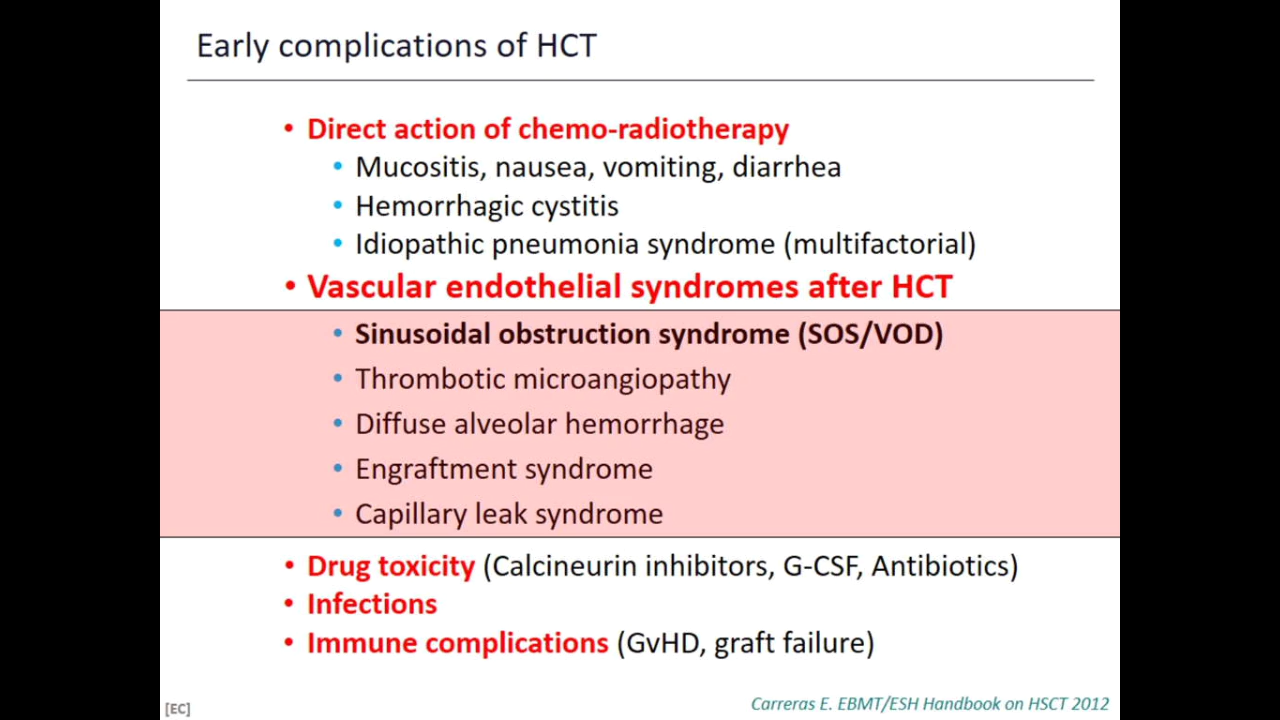 Early complications of HCT
• Direct action of chemo-radiotherapy
• Mucositis, nausea, vomiting, diarrhea
• Hemorrhagic cystitis
• Idiopathic pneumonia syndrome (multifactorial)
• Vascular endothelial syndromes after HCT
• Sinusoidal obstruction syndrome (SOS/VOD)
• Thrombotic microangiopathy
• Diffuse alveolar hemorrhage
• Engraftment syndrome
• Capillary leak syndrome
• Drug toxicity (Calcineurin inhibitors, G-CSF, Antibiotics)
• Infections
• Immune complications (GvHD, graft failure)
Carreras E. EBMT/ESH Handbook on HSCT 2012
[EC]